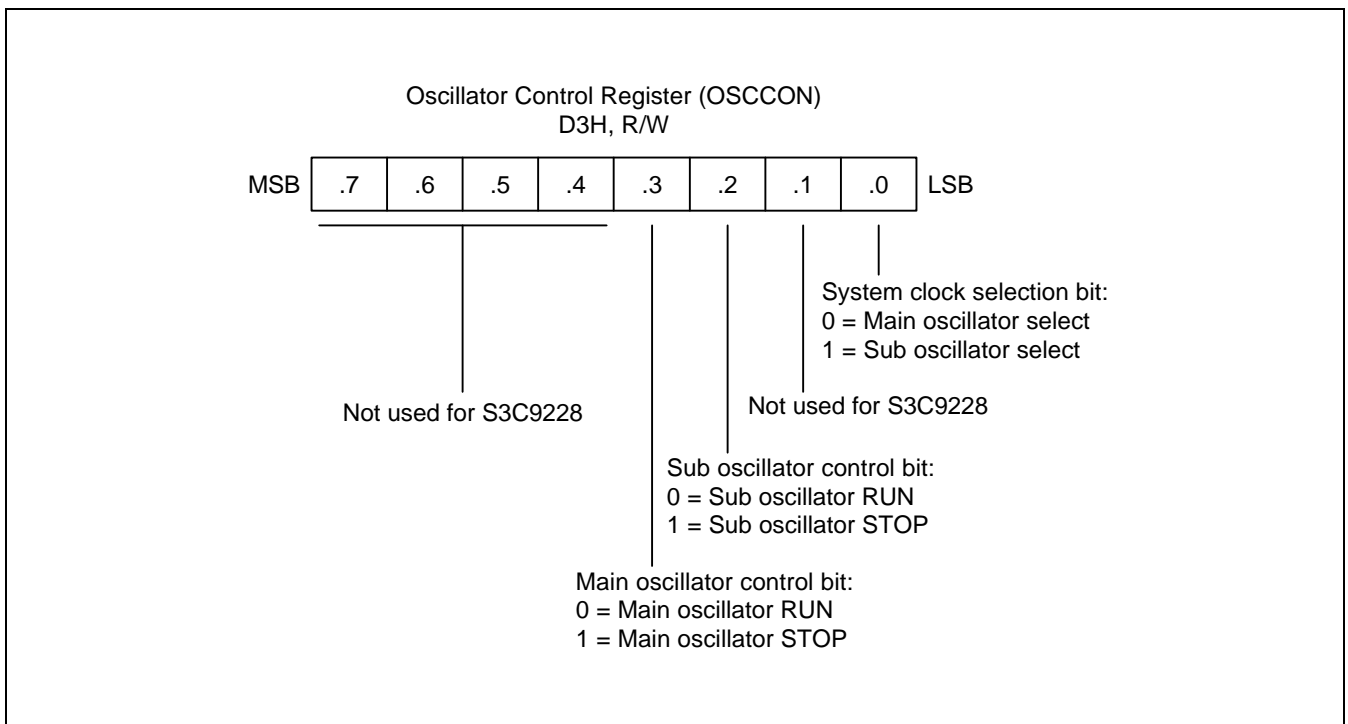 Oscillator Control Register (OSCCON)
D3H, R/W
MSB .7 .6 .5 .4 .3 .2 .1 .0 LSB
System clock selection bit:
0 = Main oscillator select
1 = Sub oscillator select
Not used for S3C9228
Not used for S3C9228
Sub oscillator control bit:
0 = Sub oscillator RUN
1 = Sub oscillator STOP
Main oscillator control bit:
0 = Main oscillator RUN
1 = Main oscillator STOP